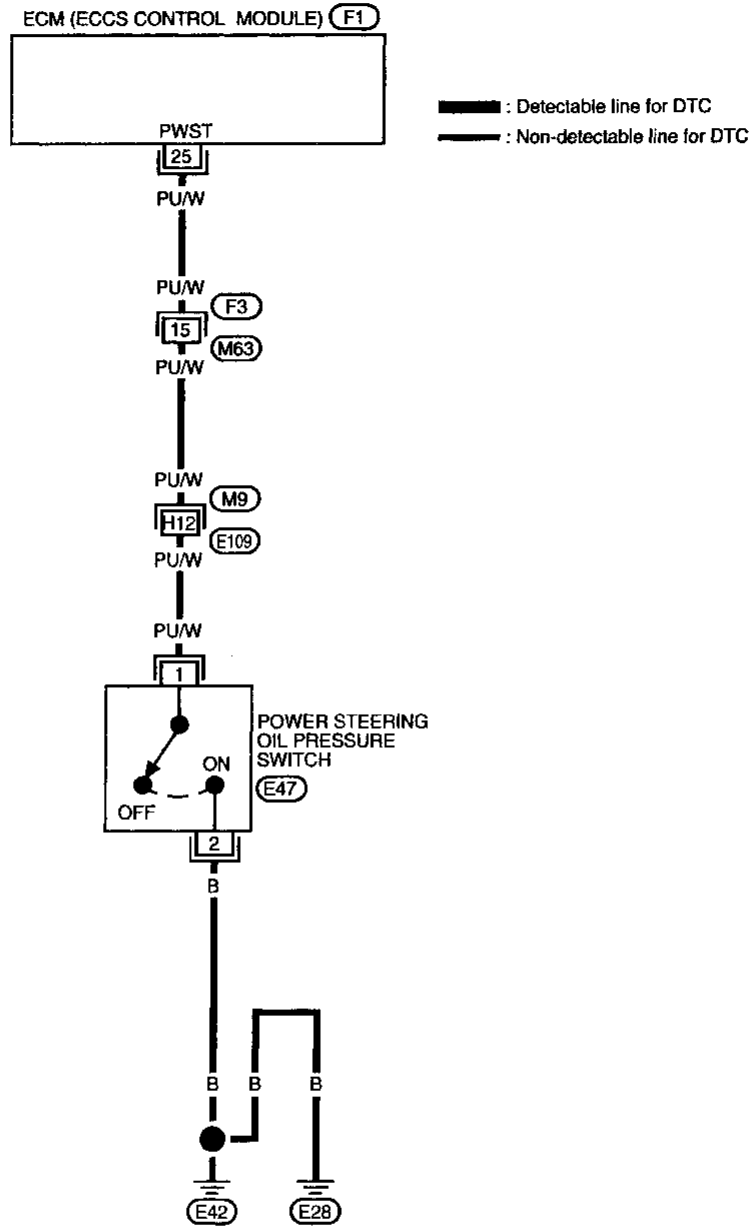 ECM (ECCS CONTROL MODULE) F1
: Detectable line for DTC
: Non-detectable line for DTC
PWST
25
PU/W
PU/W
F3
15
M63
PU/W
PU/W
M9
H12
E109
PU/W
PU/W
1
POWER STEERING
OIL PRESSURE
SWITCH
ON
E47
OFF
2
B
B B B
E42 E28